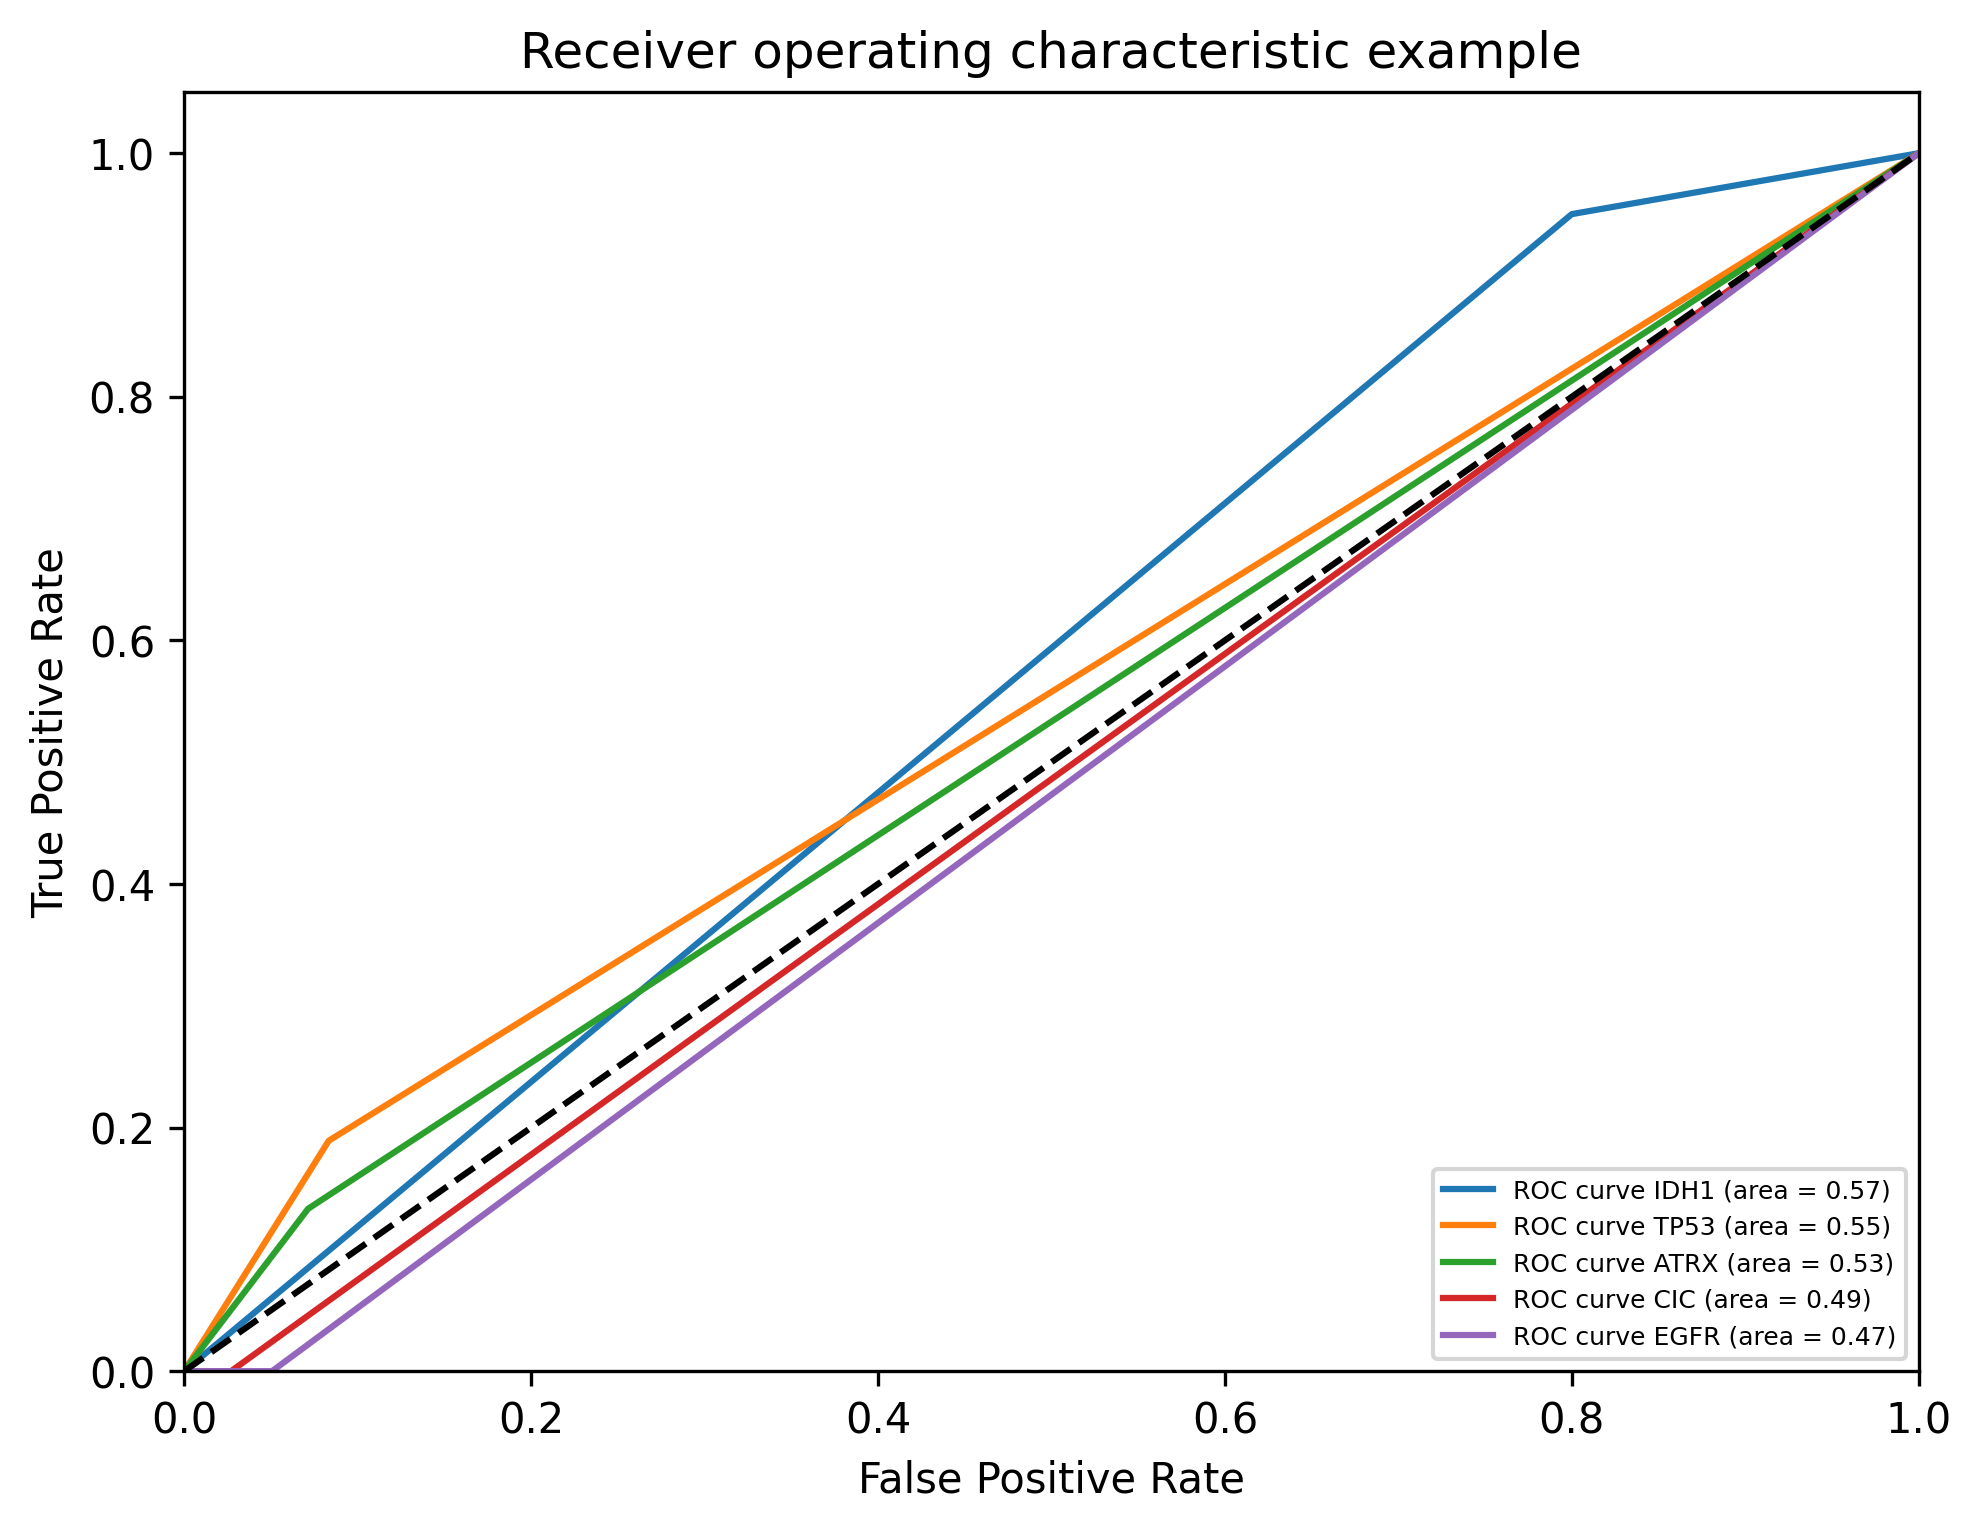 Receiver operating characteristic example
1.0
0.8
0.6
0.4
0.2
0.0
True Positive Rate
ROC curve IDH1 (area = 0.57)
ROC curve TP53 (area = 0.55)
ROC curve ATRX (area = 0.53)
ROC curve CIC (area = 0.49)
ROC curve EGFR (area = 0.47)
0.0 0.2 0.4 0.6 0.8 1.0
False Positive Rate